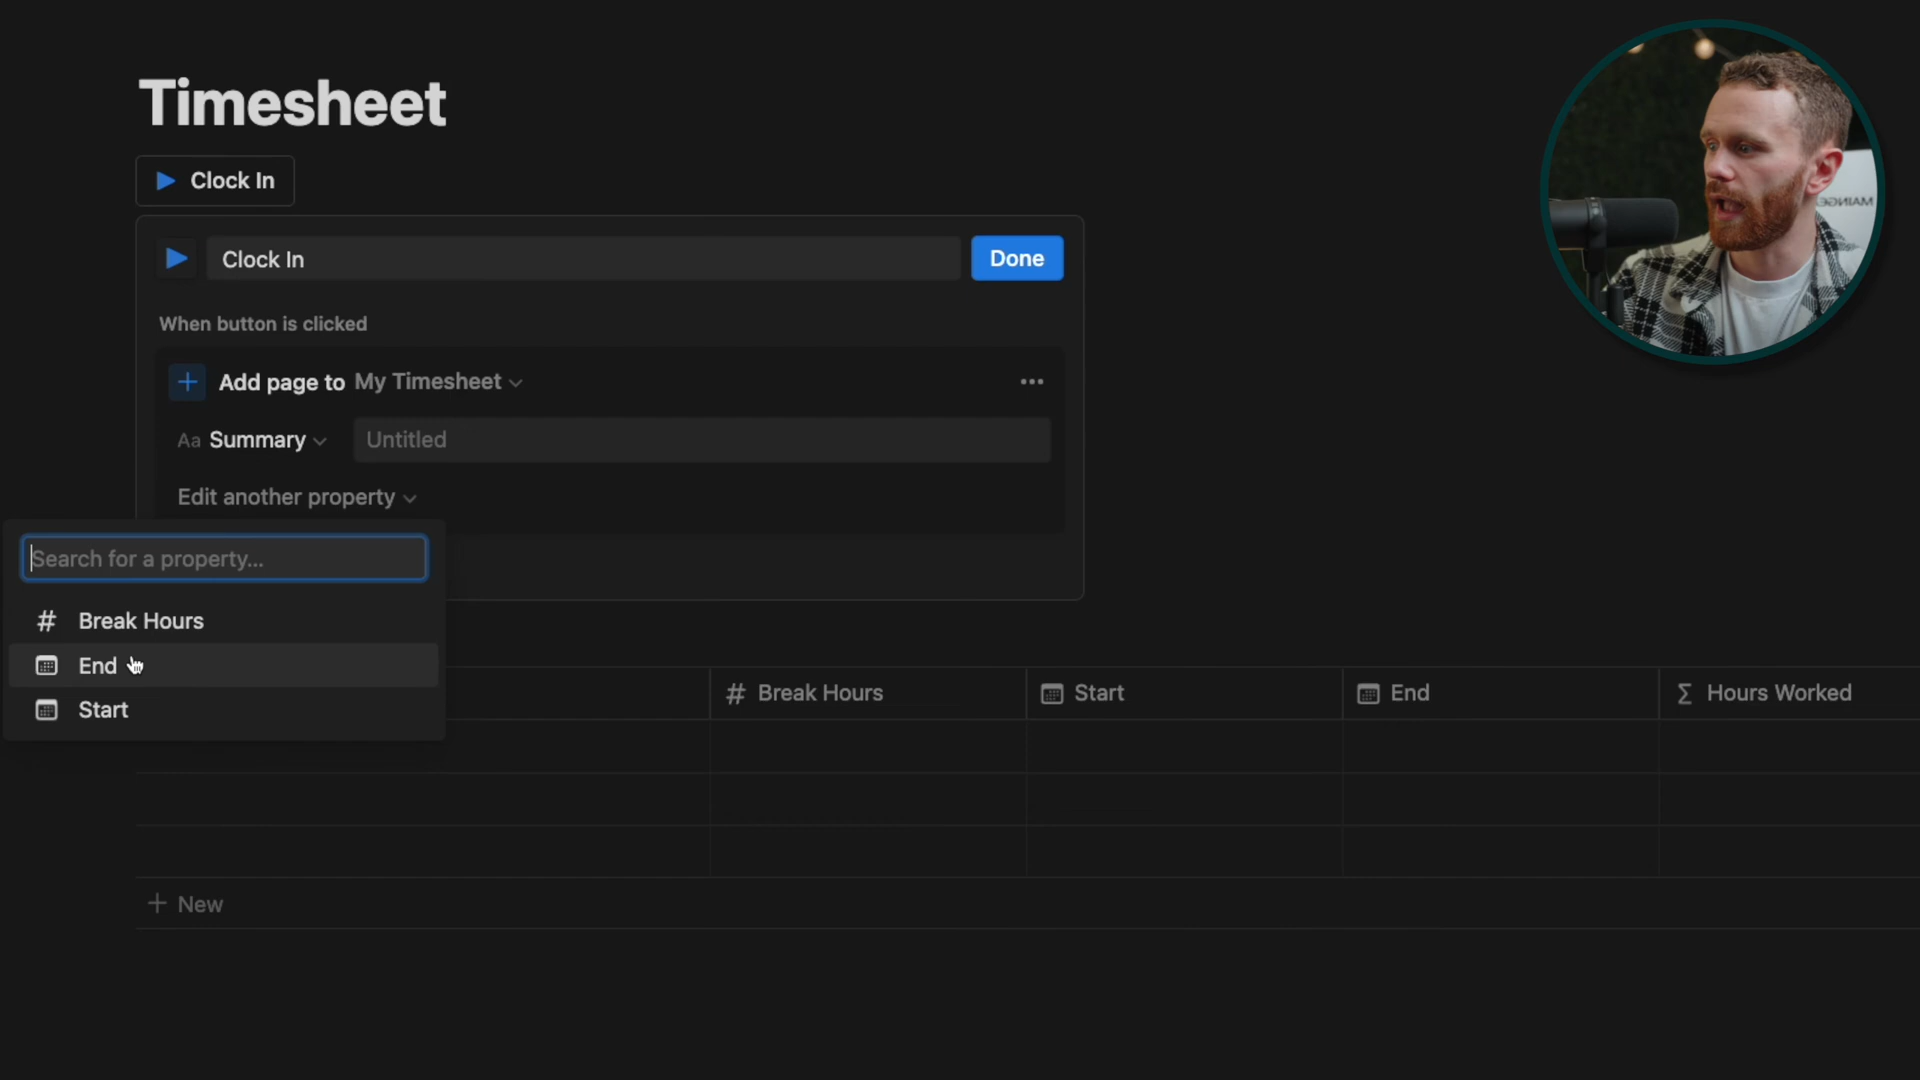 Timesheet
Clock In
Clock In
Done
When button is clicked
Add page to My Timesheet
Aa Summary Untitled
Edit another property
Search for a property...
# Break Hours
End
Start
# Break Hours Start End Σ Hours Worked
+ New